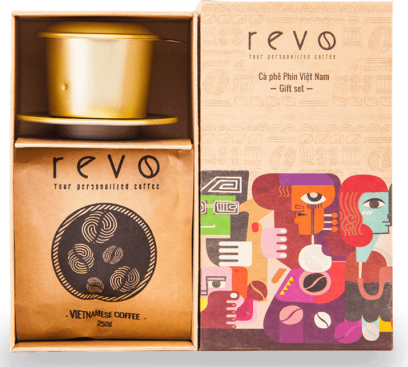 revo
Your personalized coffee
- VIETNAMESE COFFEE -
250g
revo
Your personalized coffee
Cà phê Phin Việt Nam
– Gift set –